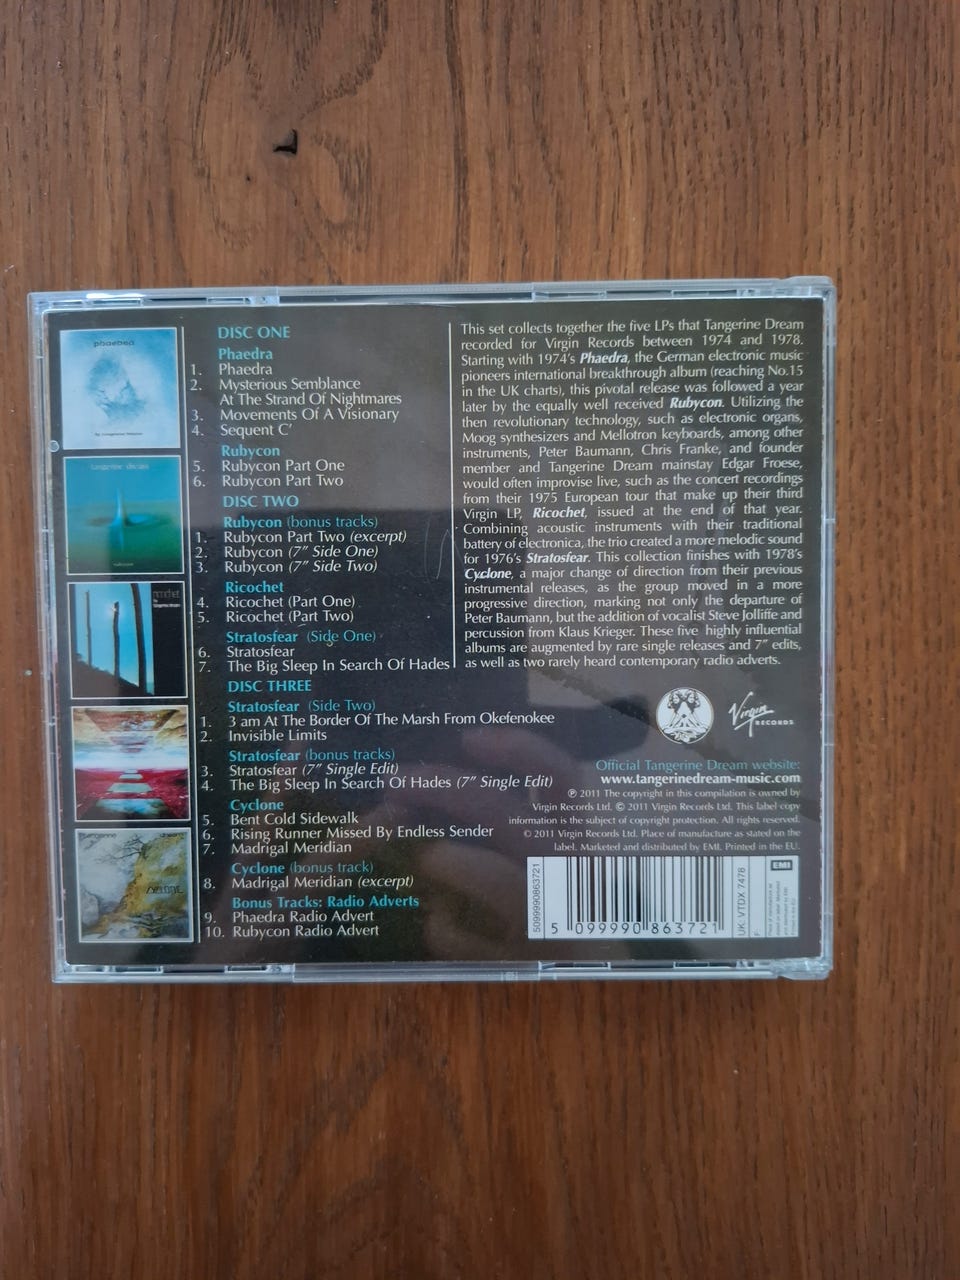 phaedra
by tangerine dream
tangerine dream
rubycon
ricochet
tangerine dream
tangerine dream
CYCLONE
DISC ONE
Phaedra
1. Phaedra
2. Mysterious Semblance
At The Strand Of Nightmares
3. Movements Of A Visionary
4. Sequent C'
Rubycon
5. Rubycon Part One
6. Rubycon Part Two
DISC TWO
Rubycon (bonus tracks)
1. Rubycon Part Two (excerpt)
2. Rubycon (7" Side One)
3. Rubycon (7" Side Two)
Ricochet
4. Ricochet (Part One)
5. Ricochet (Part Two)
Stratosfear (Side One)
6. Stratosfear
7. The Big Sleep In Search Of Hades
DISC THREE
Stratosfear (Side Two)
1. 3 am At The Border Of The Marsh From Okefenokee
2. Invisible Limits
Stratosfear (bonus tracks)
3. Stratosfear (7" Single Edit)
4. The Big Sleep In Search Of Hades (7" Single Edit)
Cyclone
5. Bent Cold Sidewalk
6. Rising Runner Missed By Endless Sender
7. Madrigal Meridian
Cyclone (bonus track)
8. Madrigal Meridian (excerpt)
Bonus Tracks: Radio Adverts
9. Phaedra Radio Advert
10. Rubycon Radio Advert
This set collects together the five LPs that Tangerine Dream
recorded for Virgin Records between 1974 and 1978.
Starting with 1974's Phaedra, the German electronic music
pioneers international breakthrough album (reaching No.15
in the UK charts), this pivotal release was followed a year
later by the equally well received Rubycon. Utilizing the
then revolutionary technology, such as electronic organs,
Moog synthesizers and Mellotron keyboards, among other
instruments, Peter Baumann, Chris Franke, and founder
member and Tangerine Dream mainstay Edgar Froese,
would often improvise live, such as the concert recordings
from their 1975 European tour that make up their third
Virgin LP, Ricochet, issued at the end of that year.
Combining acoustic instruments with their traditional
battery of electronica, the trio created a more melodic sound
for 1976's Stratosfear. This collection finishes with 1978's
Cyclone, a major change of direction from their previous
instrumental releases, as the group moved in a more
progressive direction, marking not only the departure of
Peter Baumann, but the addition of vocalist Steve Jolliffe and
percussion from Klaus Krieger. These five highly influential
albums are augmented by rare single releases and 7" edits,
as well as two rarely heard contemporary radio adverts.
Virgin
RECORDS
Official Tangerine Dream website:
www.tangerinedream-music.com
℗ 2011 The copyright in this compilation is owned by
Virgin Records Ltd. © 2011 Virgin Records Ltd. This label copy
information is the subject of copyright protection. All rights reserved.
© 2011 Virgin Records Ltd. Place of manufacture as stated on the
label. Marketed and distributed by EMI. Printed in the EU.
5099990863721
5 099990 863721
UK: VTDX 7478
F:
EMI